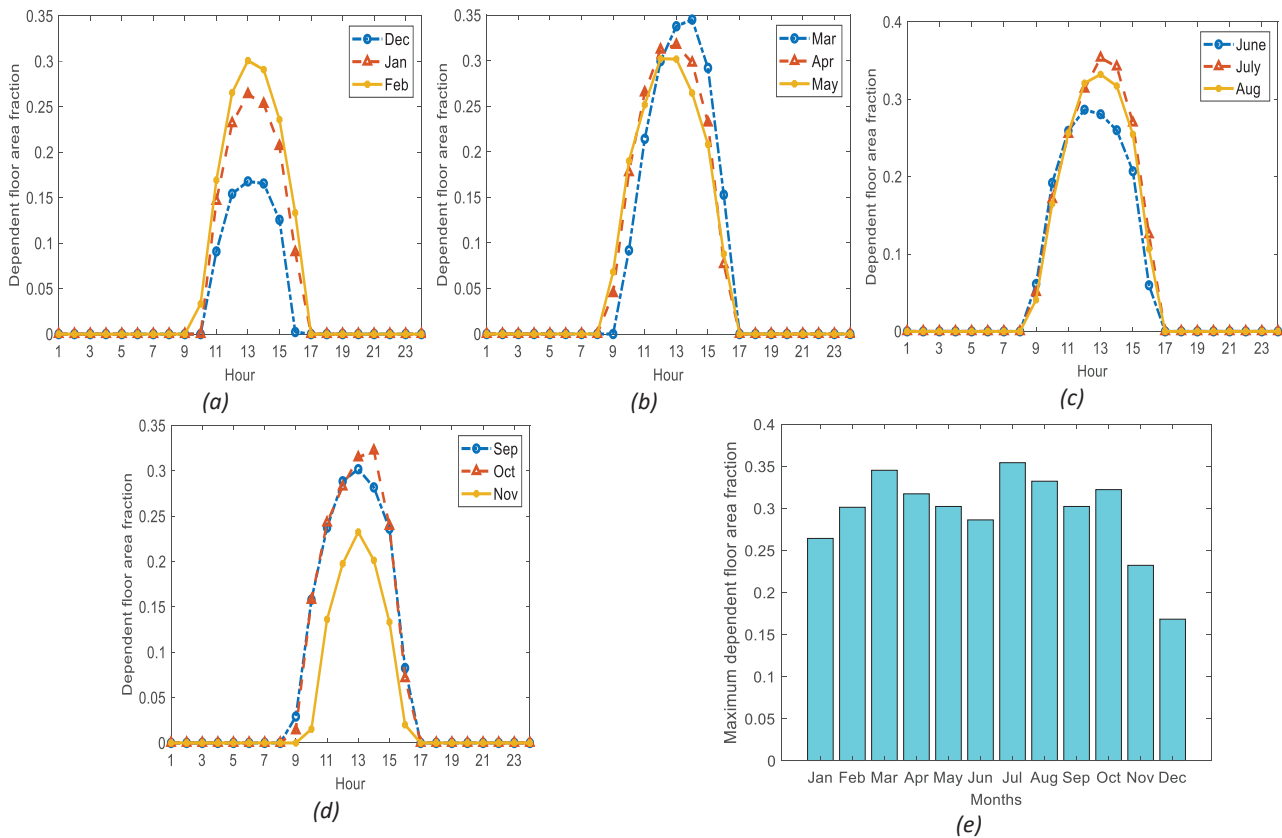 Dependent floor area fraction
0.35
0.3
0.25
0.2
0.15
0.1
0.05
0
Dec
Jan
Feb
1 3 5 7 9 11 13 15 17 19 21 23
Hour
(a)
Dependent floor area fraction
0.35
0.3
0.25
0.2
0.15
0.1
0.05
0
Mar
Apr
May
1 3 5 7 9 11 13 15 17 19 21 23
Hour
(b)
Dependent floor area fraction
0.4
0.3
0.2
0.1
0
June
July
Aug
1 3 5 7 9 11 13 15 17 19 21 23
Hour
(c)
Dependent floor area fraction
0.35
0.3
0.25
0.2
0.15
0.1
0.05
0
Sep
Oct
Nov
1 3 5 7 9 11 13 15 17 19 21 23
Hour
(d)
Maximum dependent floor area fraction
0.4
0.35
0.3
0.25
0.2
0.15
0.1
0.05
0
Jan Feb Mar Apr May Jun Jul Aug Sep Oct Nov Dec
Months
(e)